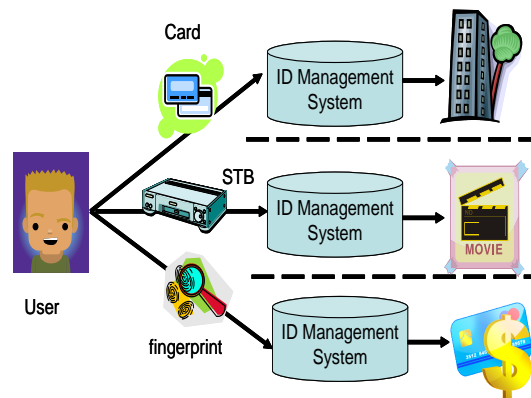 Card
ID Management
System
STB
ID Management
System
MOVIE
User
fingerprint
ID Management
System